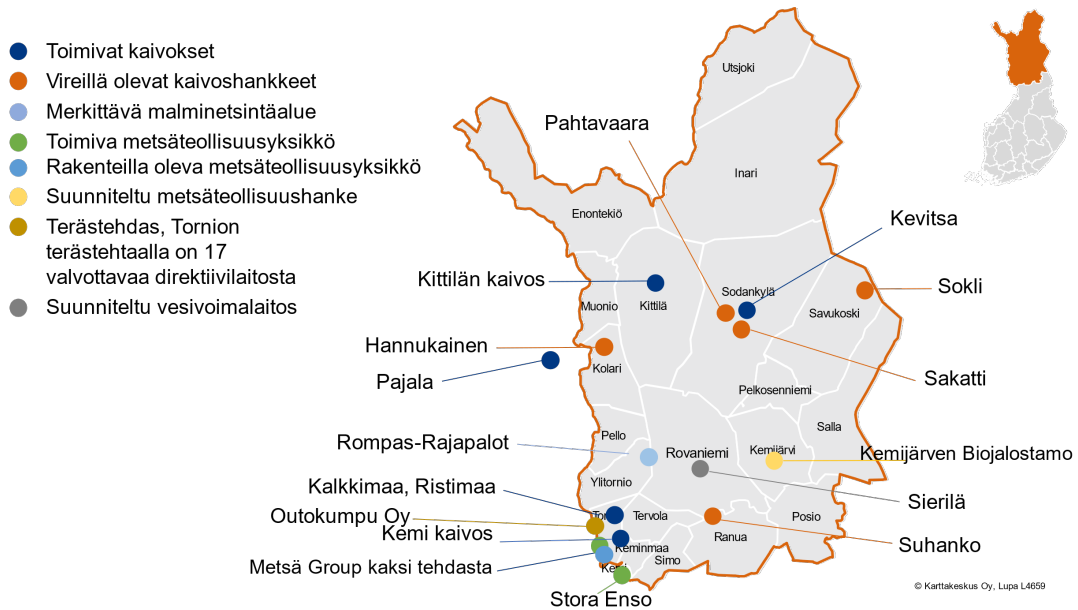 Toimivat kaivokset
Vireillä olevat kaivoshankkeet
Merkittävä malminetsintäalue
Toimiva metsäteollisuusyksikkö
Rakenteilla oleva metsäteollisuusyksikkö
Suunniteltu metsäteollisuushanke
Terästehdas, Tornion
terästehtaalla on 17
valvottavaa direktiivilaitosta
Suunniteltu vesivoimalaitos
Utsjoki
Pahtavaara
Inari
Enontekiö
Kevitsa
Kittilän kaivos
Sodankylä
Sokli
Muonio
Kittilä
Savukoski
Hannukainen
Kolari
Pajala
Sakatti
Pelkosenniemi
Salla
Pello
Rompas-Rajapalot
Rovaniemi
Kemijärvi
Kemijärven Biojalostamo
Ylitornio
Kalkkimaa, Ristimaa
Sierilä
Outokumpu Oy
Tervola
Posio
Kemi kaivos
Ranua
Suhanko
Keminmaa
Simo
Metsä Group kaksi tehdasta
Stora Enso
© Karttakeskus Oy, Lupa L4659